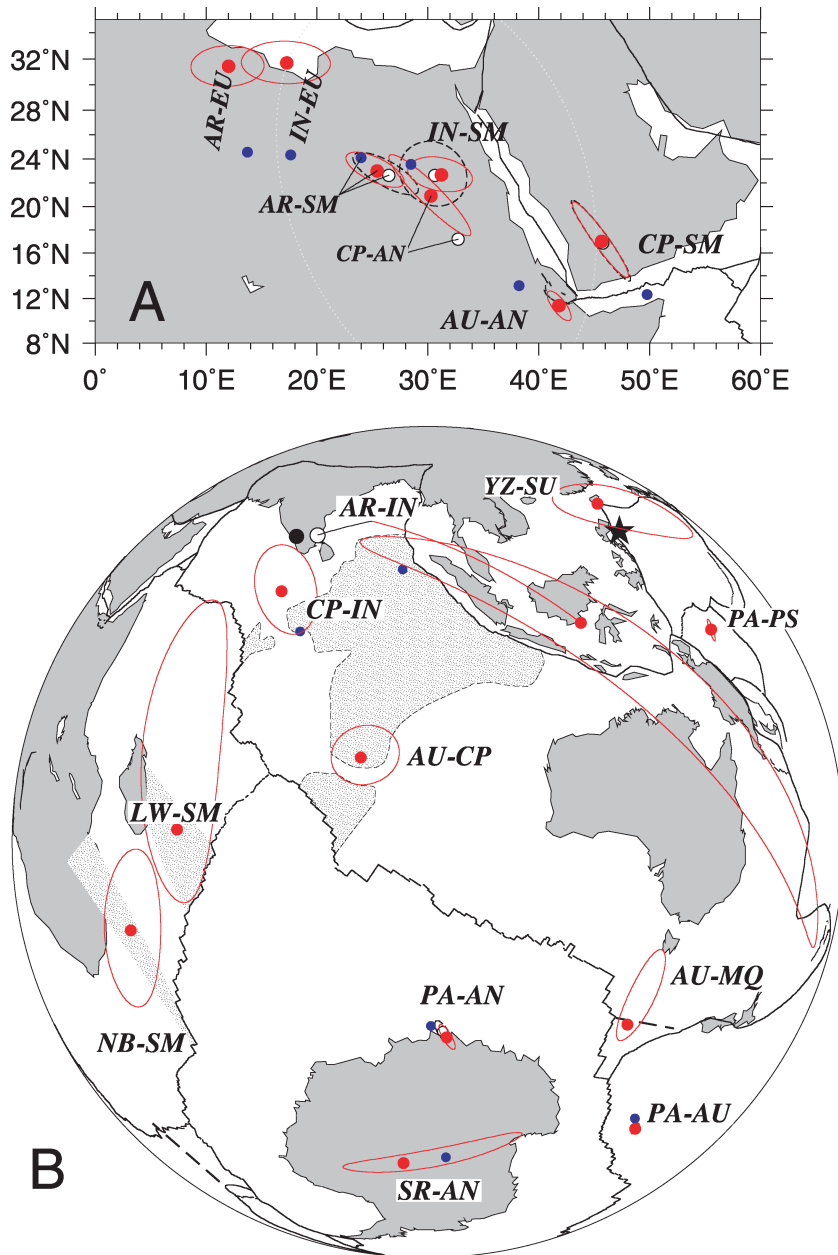 32°N
28°N
24°N
20°N
16°N
12°N
8°N
AR-EU
IN-EU
IN-SM
AR-SM
CP-AN
CP-SM
AU-AN
A
0° 10°E 20°E 30°E 40°E 50°E 60°E
YZ-SU
AR-IN
CP-IN
PA-PS
AU-CP
LW-SM
AU-MQ
PA-AN
NB-SM
PA-AU
SR-AN
B